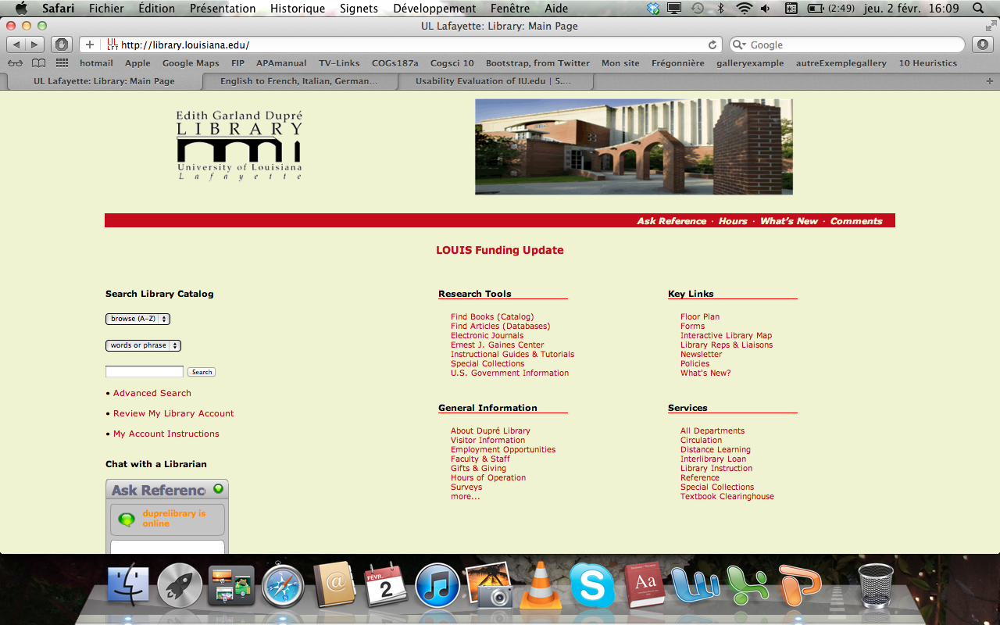 Safari Fichier Édition Présentation Historique Signets Développement Fenêtre Aide (2:49) jeu. 2 févr. 16:09
UL Lafayette: Library: Main Page
UL LFT http://library.louisiana.edu/ Google
hotmail Apple Google Maps FIP APAmanual TV-Links COGs187a Cogsci 10 Bootstrap, from Twitter Mon site Frégonnière galleryexample autreExemplegallery 10 Heuristics
UL Lafayette: Library: Main Page English to French, Italian, German... Usability Evaluation of IU.edu | 5....
Edith Garland Dupré
LIBRARY
University of Louisiana
Lafayette
Ask Reference · Hours · What's New · Comments
LOUIS Funding Update
Search Library Catalog
browse (A-Z)
words or phrase
Search
• Advanced Search
• Review My Library Account
• My Account Instructions
Chat with a Librarian
Ask Referenc
duprelibrary is
online
Research Tools
Find Books (Catalog)
Find Articles (Databases)
Electronic Journals
Ernest J. Gaines Center
Instructional Guides & Tutorials
Special Collections
U.S. Government Information
Key Links
Floor Plan
Forms
Interactive Library Map
Library Reps & Liaisons
Newsletter
Policies
What's New?
General Information
About Dupré Library
Visitor Information
Employment Opportunities
Faculty & Staff
Gifts & Giving
Hours of Operation
Surveys
more...
Services
All Departments
Circulation
Distance Learning
Interlibrary Loan
Library Instruction
Reference
Special Collections
Textbook Clearinghouse
FÉVR.
2
Aa